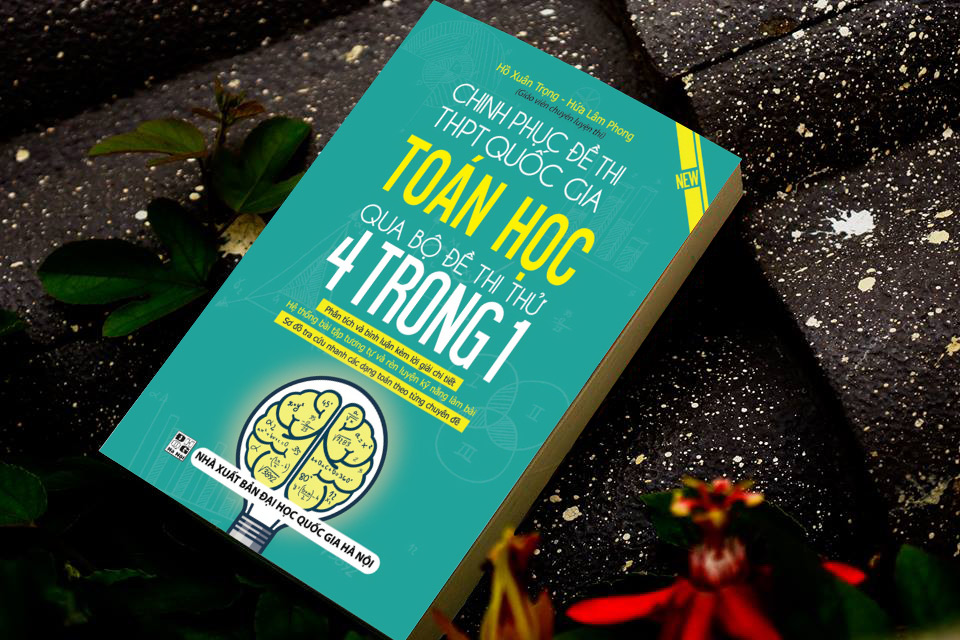 Hồ Xuân Trọng - Hứa Lâm Phong
(Giáo viên chuyên luyện thi)
CHINH PHỤC ĐỀ THI
THPT QUỐC GIA
TOÁN HỌC
QUA BỘ ĐỀ THI THỬ
4 TRONG 1
NEW
Phân tích và bình luận kèm lời giải chi tiết
Hệ thống bài tập tương tự và rèn luyện kỹ năng làm bài
Sơ đồ tra cứu nhanh các dạng toán theo từng chuyên đề
NHÀ XUẤT BẢN ĐẠI HỌC QUỐC GIA HÀ NỘI